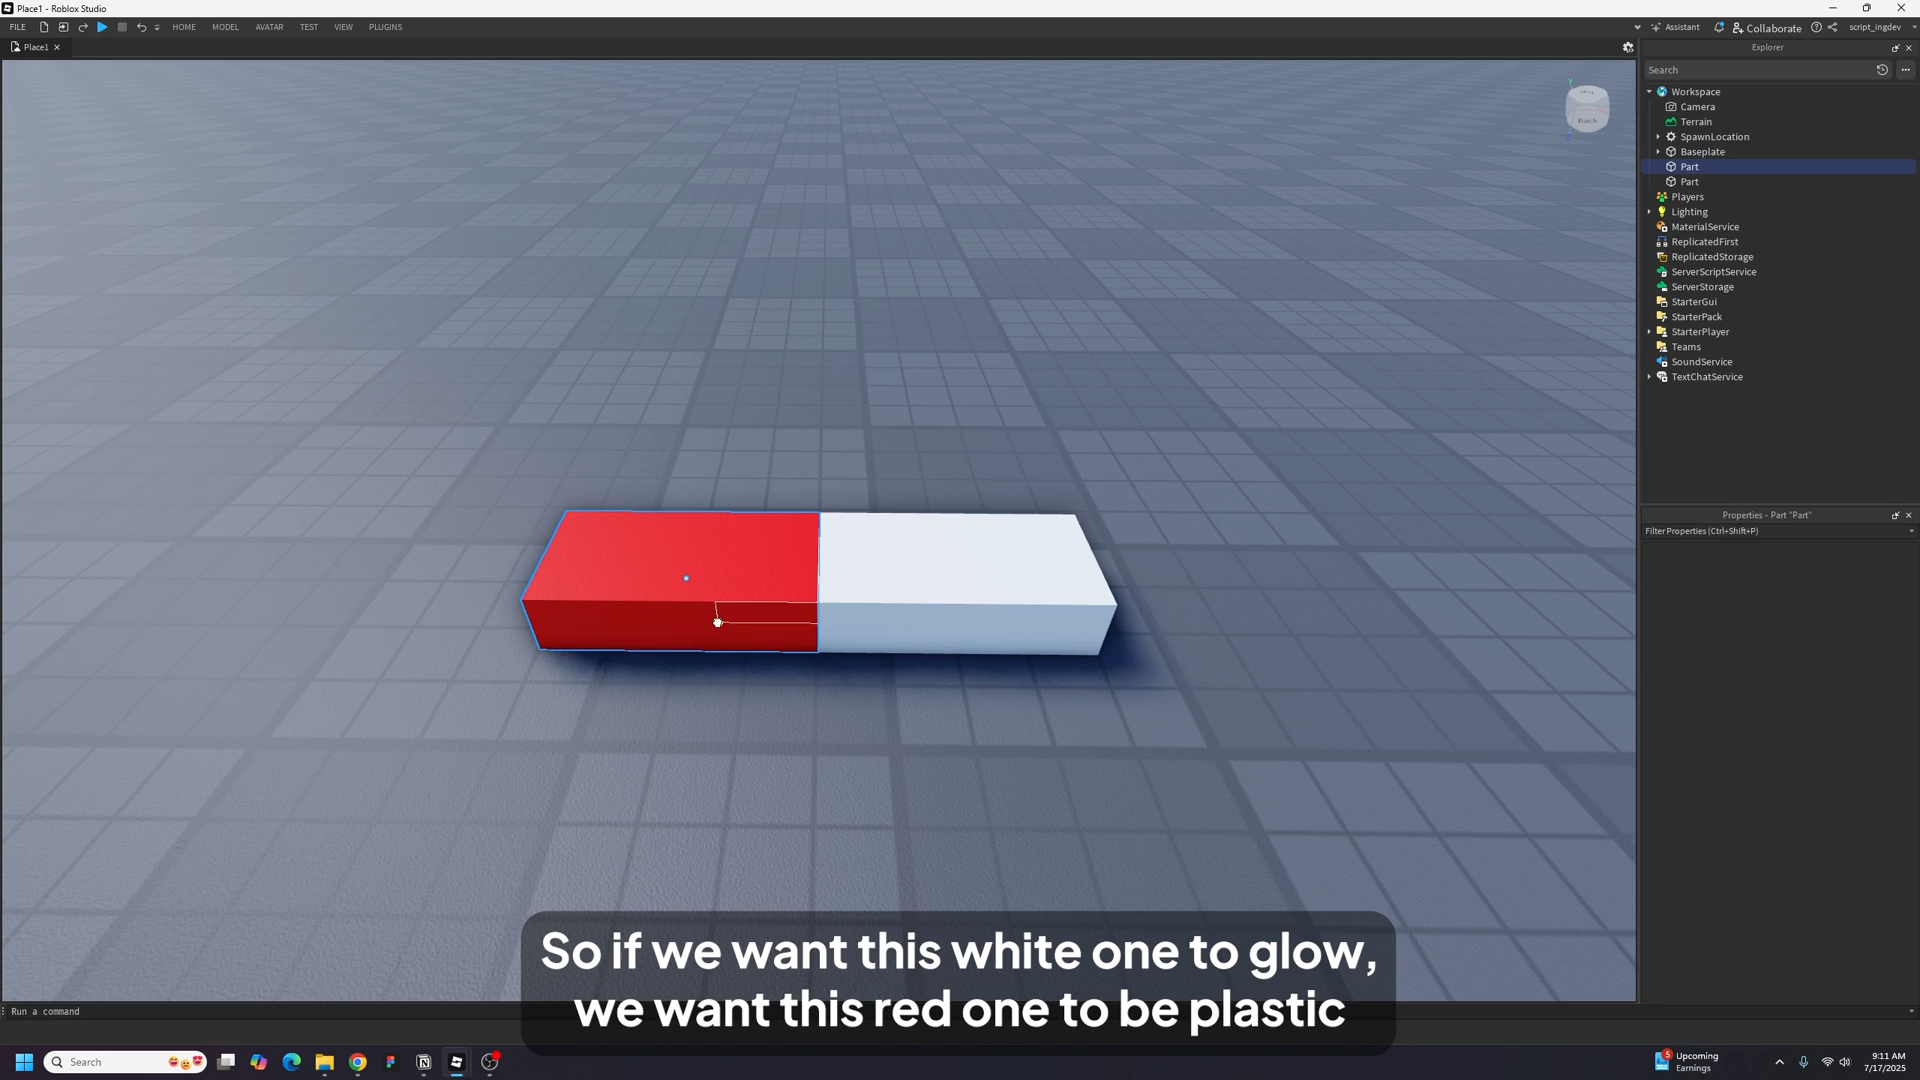 Place1 - Roblox Studio
FILE HOME MODEL AVATAR TEST VIEW PLUGINS Assistant Collaborate script_ingdev
Place1
Explorer
Search
Workspace
Camera
Terrain
SpawnLocation
Baseplate
Part
Part
Players
Lighting
MaterialService
ReplicatedFirst
ReplicatedStorage
ServerScriptService
ServerStorage
StarterGui
StarterPack
StarterPlayer
Teams
SoundService
TextChatService
Y
Back
Properties - Part "Part"
Filter Properties (Ctrl+Shift+P)
So if we want this white one to glow,
we want this red one to be plastic
Run a command
Search
5
Upcoming
Earnings
9:11 AM
7/17/2025